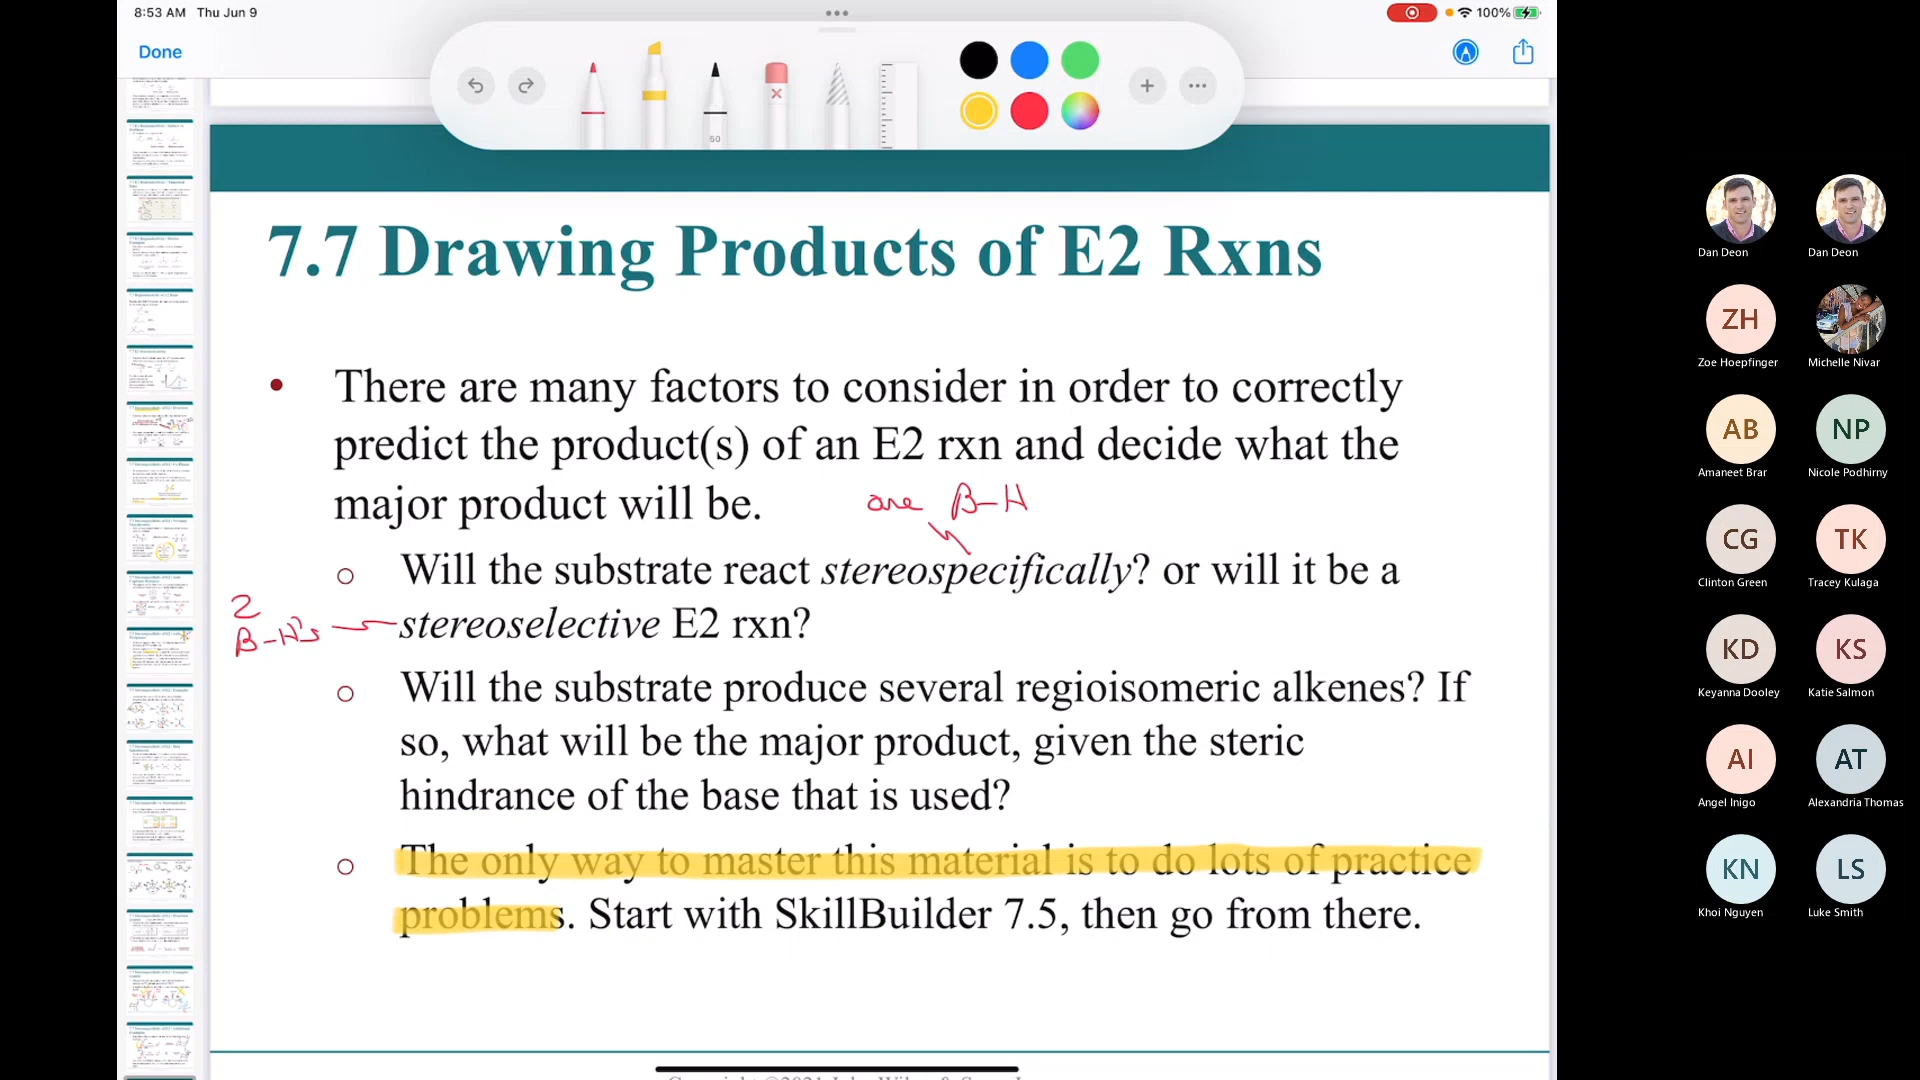 8:53 AM Thu Jun 9
100%
Done
50
7.7 Drawing Products of E2 Rxns
There are many factors to consider in order to correctly
predict the product(s) of an E2 rxn and decide what the
major product will be.
one β-H
Will the substrate react stereospecifically? or will it be a
stereoselective E2 rxn?
2
β-H's
Will the substrate produce several regioisomeric alkenes? If
so, what will be the major product, given the steric
hindrance of the base that is used?
The only way to master this material is to do lots of practice
problems. Start with SkillBuilder 7.5, then go from there.
Dan Deon
Dan Deon
ZH
Zoe Hoepfinger
Michelle Nivar
AB
Amaneet Brar
NP
Nicole Podhirny
CG
Clinton Green
TK
Tracey Kulaga
KD
Keyanna Dooley
KS
Katie Salmon
AI
Angel Inigo
AT
Alexandria Thomas
KN
Khoi Nguyen
LS
Luke Smith